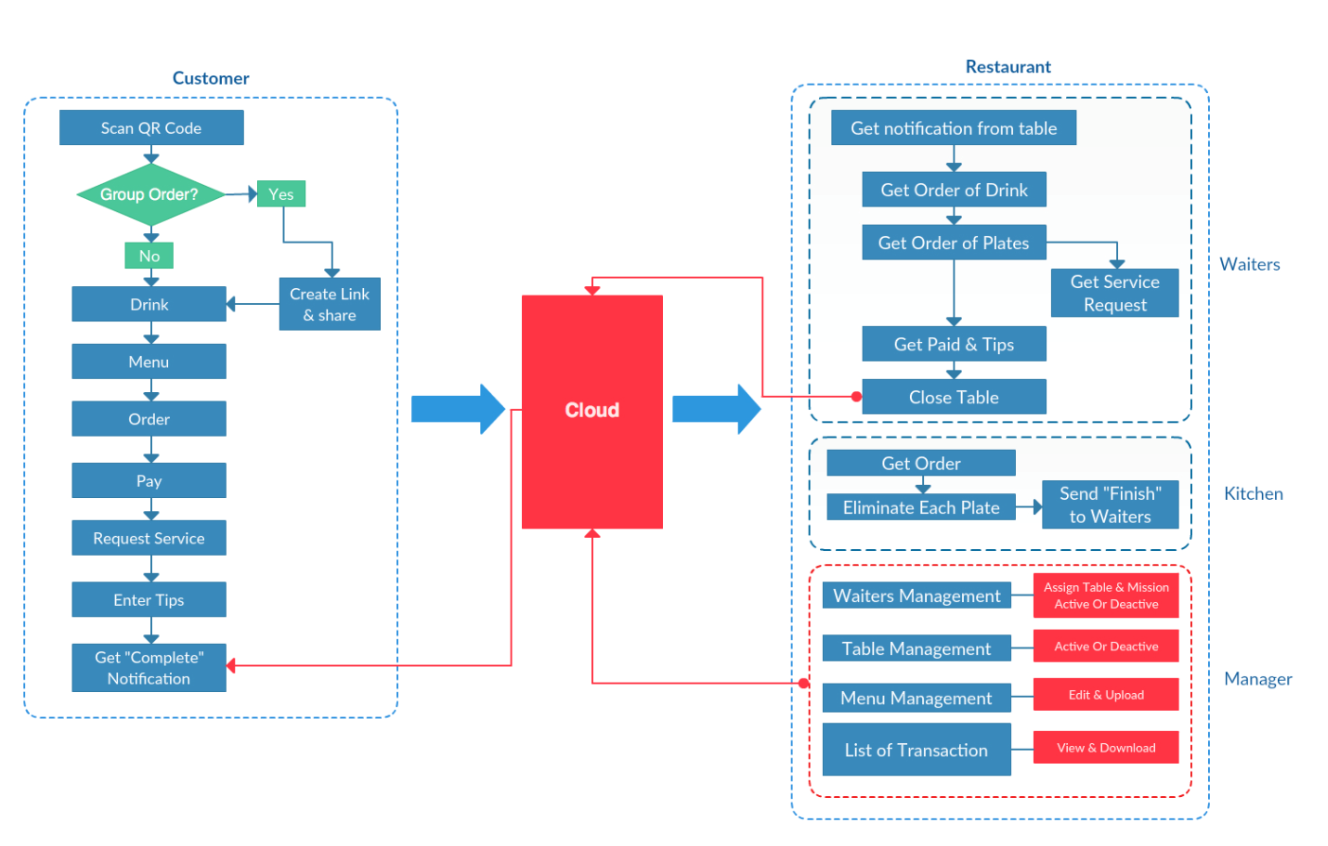 Customer
Scan QR Code
Group Order?
Yes
No
Drink
Create Link
& share
Menu
Order
Pay
Request Service
Enter Tips
Get "Complete"
Notification
Cloud
Restaurant
Get notification from table
Get Order of Drink
Get Order of Plates
Get Service
Request
Get Paid & Tips
Close Table
Waiters
Get Order
Eliminate Each Plate
Send "Finish"
to Waiters
Kitchen
Waiters Management
Assign Table & Mission
Active Or Deactive
Table Management
Active Or Deactive
Menu Management
Edit & Upload
List of Transaction
View & Download
Manager